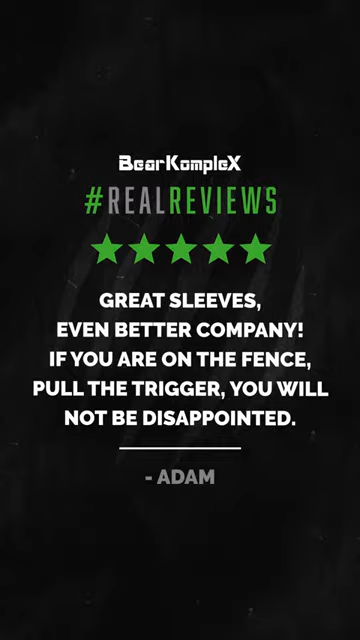 BearKompleX
#REALREVIEWS
GREAT SLEEVES,
EVEN BETTER COMPANY!
IF YOU ARE ON THE FENCE,
PULL THE TRIGGER, YOU WILL
NOT BE DISAPPOINTED.
- ADAM